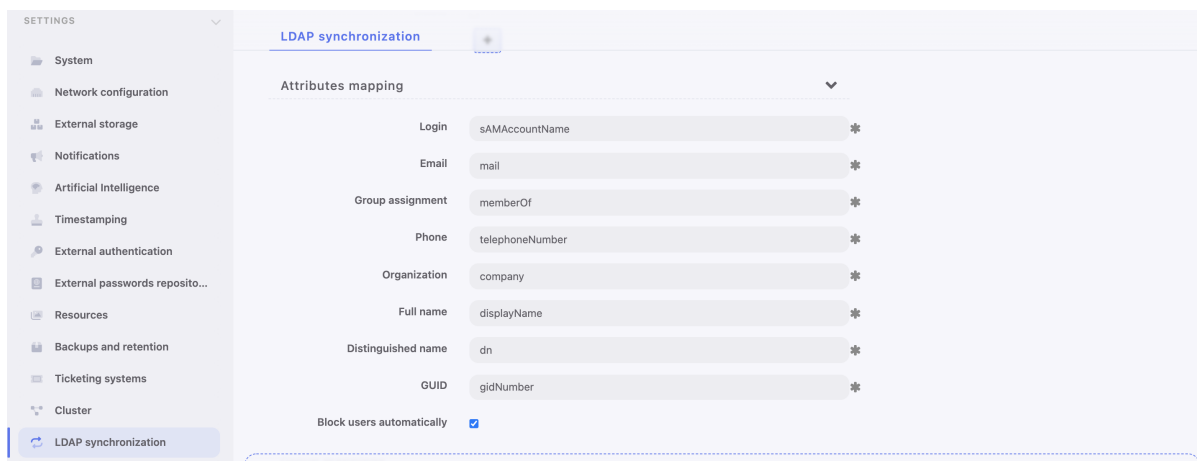 SETTINGS
System
Network configuration
External storage
Notifications
Artificial Intelligence
Timestamping
External authentication
External passwords reposito...
Resources
Backups and retention
Ticketing systems
Cluster
LDAP synchronization
LDAP synchronization
Attributes mapping
Login sAMAccountName
Email mail
Group assignment memberOf
Phone telephoneNumber
Organization company
Full name displayName
Distinguished name dn
GUID gidNumber
Block users automatically